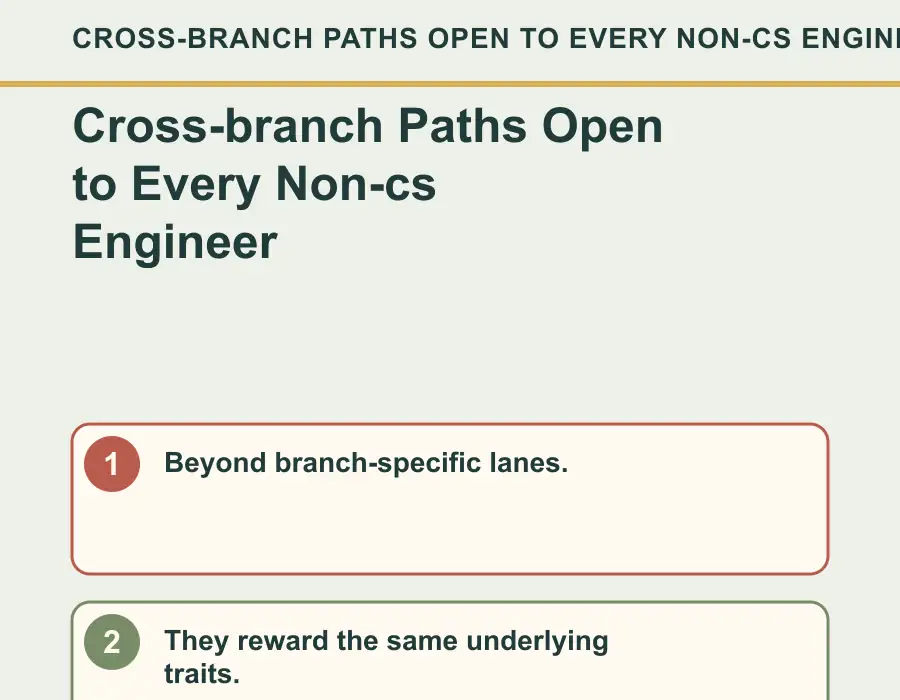 CROSS-BRANCH PATHS OPEN TO EVERY NON-CS
Cross-branch Paths Open
to Every Non-cs
Engineer
1
Beyond branch-specific lanes.
2
They reward the same underlying
traits.